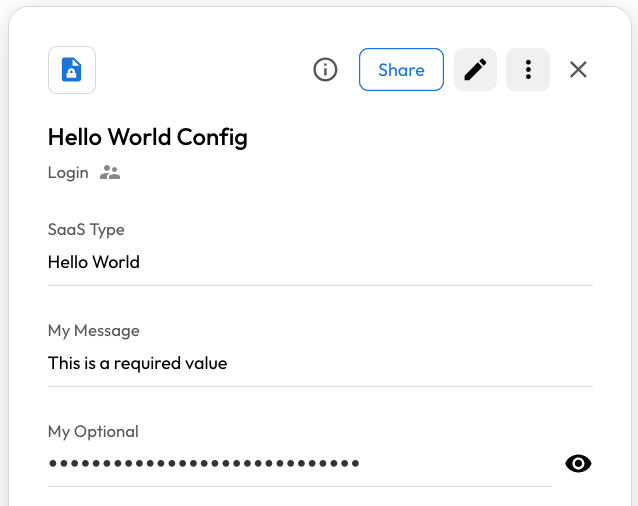 Share
Hello World Config
Login
SaaS Type
Hello World
My Message
This is a required value
My Optional
•••••••••••••••••••••••••••••